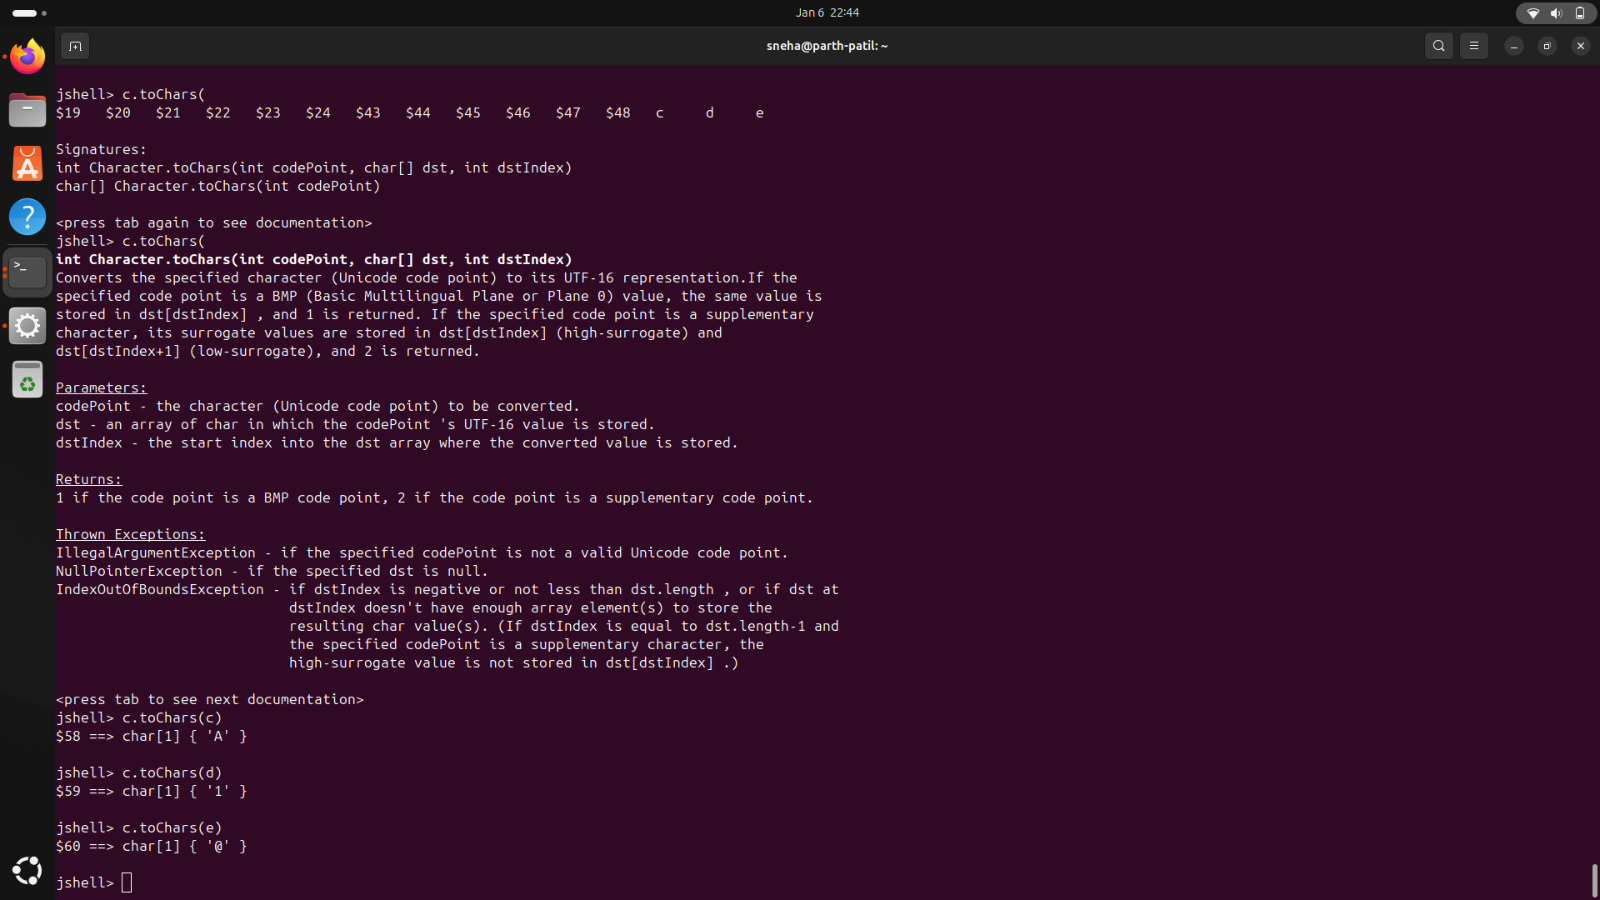 Jan 6 22:44
sneha@parth-patil: ~
jshell> c.toChars(
$19 $20 $21 $22 $23 $24 $43 $44 $45 $46 $47 $48 c d e
Signatures:
int Character.toChars(int codePoint, char[] dst, int dstIndex)
char[] Character.toChars(int codePoint)
<press tab again to see documentation>
jshell> c.toChars(
int Character.toChars(int codePoint, char[] dst, int dstIndex)
Converts the specified character (Unicode code point) to its UTF-16 representation.If the
specified code point is a BMP (Basic Multilingual Plane or Plane 0) value, the same value is
stored in dst[dstIndex] , and 1 is returned. If the specified code point is a supplementary
character, its surrogate values are stored in dst[dstIndex] (high-surrogate) and
dst[dstIndex+1] (low-surrogate), and 2 is returned.
Parameters:
codePoint - the character (Unicode code point) to be converted.
dst - an array of char in which the codePoint 's UTF-16 value is stored.
dstIndex - the start index into the dst array where the converted value is stored.
Returns:
1 if the code point is a BMP code point, 2 if the code point is a supplementary code point.
Thrown Exceptions:
IllegalArgumentException - if the specified codePoint is not a valid Unicode code point.
NullPointerException - if the specified dst is null.
IndexOutOfBoundsException - if dstIndex is negative or not less than dst.length , or if dst at
dstIndex doesn't have enough array element(s) to store the
resulting char value(s). (If dstIndex is equal to dst.length-1 and
the specified codePoint is a supplementary character, the
high-surrogate value is not stored in dst[dstIndex] .)
<press tab to see next documentation>
jshell> c.toChars(c)
$58 ==> char[1] { 'A' }
jshell> c.toChars(d)
$59 ==> char[1] { '1' }
jshell> c.toChars(e)
$60 ==> char[1] { '@' }
jshell>